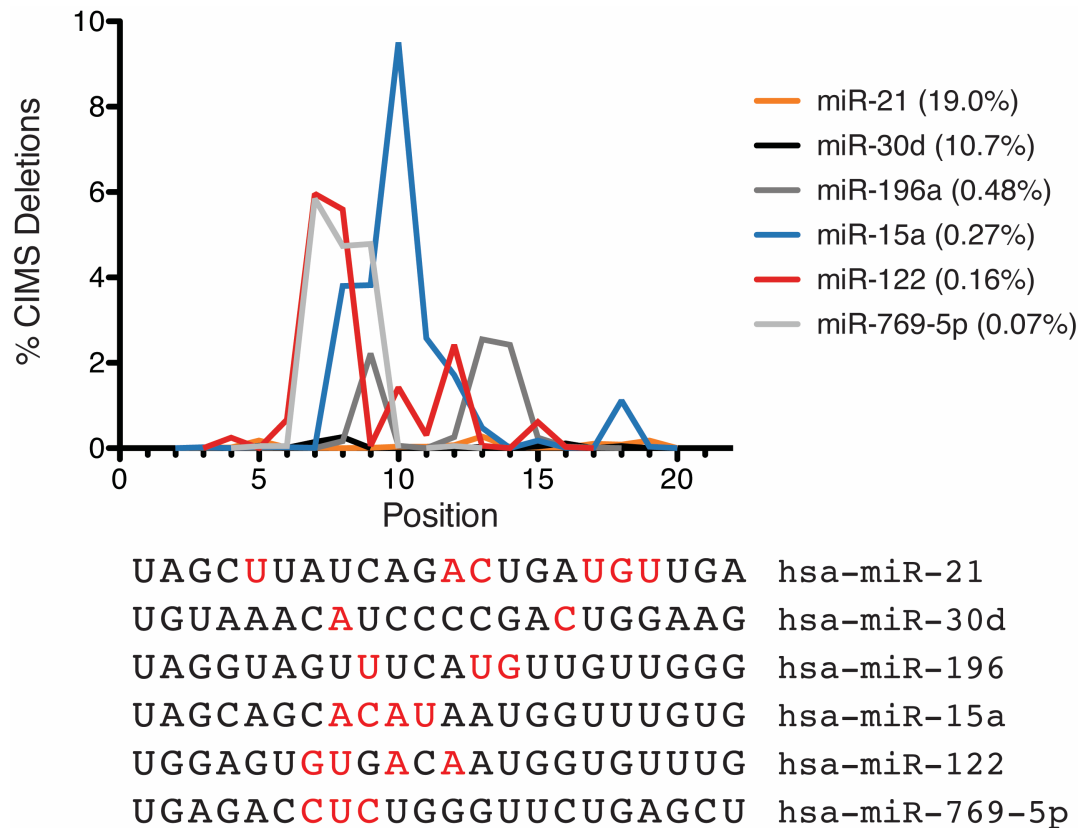 % CIMS Deletions
10
8
6
4
2
0
0 5 10 15 20
Position
miR-21 (19.0%)
miR-30d (10.7%)
miR-196a (0.48%)
miR-15a (0.27%)
miR-122 (0.16%)
miR-769-5p (0.07%)
UAGCUUAUCAGACUGAUGUUGA hsa-miR-21
UGUAAACAUCCCCGACUGGAAG hsa-miR-30d
UAGGUAGUUUCAUGUUGUUGGG hsa-miR-196
UAGCAGCACAUAAUGGUUUGUG hsa-miR-15a
UGGAGUGUGACAAUGGUGUUUG hsa-miR-122
UGAGACCUCUGGGUUCUGAGCU hsa-miR-769-5p